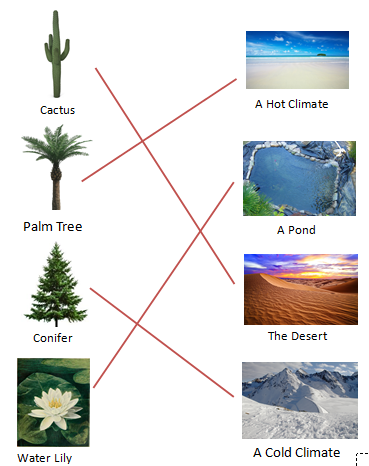 Cactus
A Hot Climate
Palm Tree
A Pond
Conifer
The Desert
Water Lily
A Cold Climate